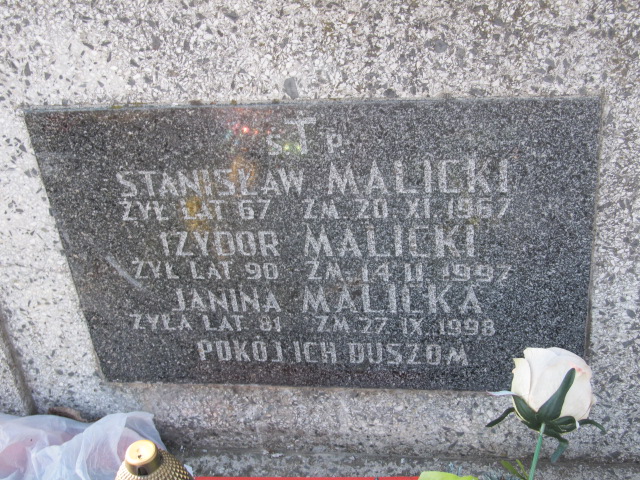 Ś†P
STANISŁAW MALICKI
ŻYŁ LAT 67 ZM. 20 XI 1967
IZYDOR MALICKI
ŻYŁ LAT 90 ZM. 14 II 1997
JANINA MALICKA
ŻYŁA LAT 81 ZM 27 IX 1998
POKÓJ ICH DUSZOM